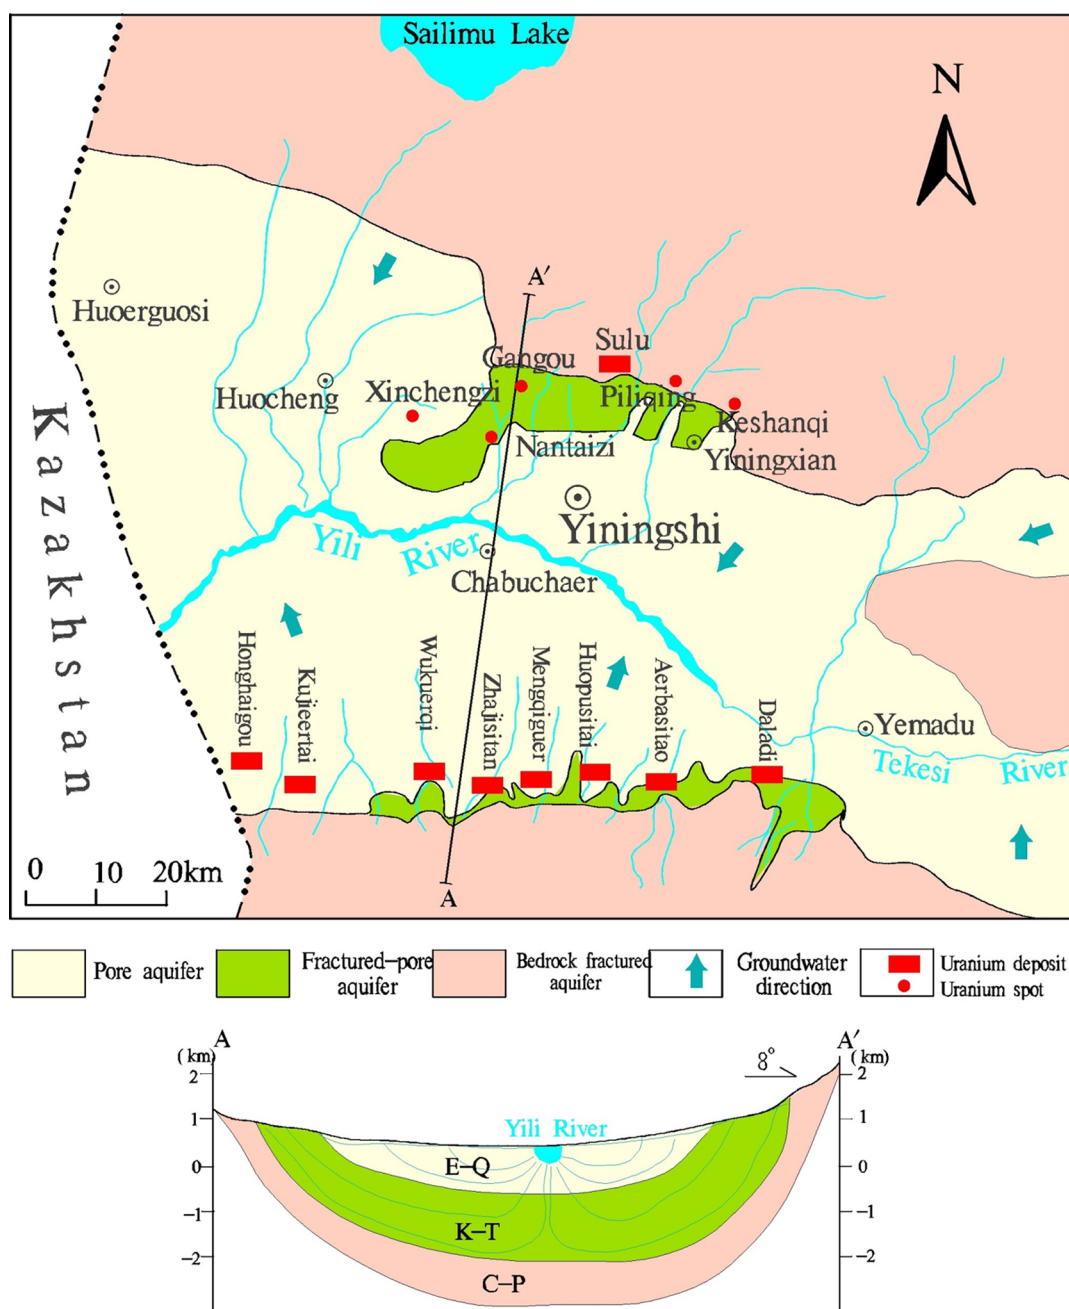 Sailimu Lake
N
Huoerguosi
A′
Sulu
Gangou
Huocheng
Xinchengzi
Piliqing
Keshanqi
Nantaizi
Yiningxian
Kazakhstan
Yiningshi
Yili River
Chabuchaer
Honghaigou
Kujieertai
Wukuerqi
Zhajisitan
Mengqiguer
Huopusitai
Aerbasitao
Daladi
Yemadu
Tekesi River
0 10 20km
A
Pore aquifer
Fractured-pore
aquifer
Bedrock fractured
aquifer
Groundwater
direction
Uranium deposit
Uranium spot
A
A′
(km)
(km)
8°
2
2
1
1
Yili River
0
0
E-Q
-1
-1
K-T
-2
-2
C-P